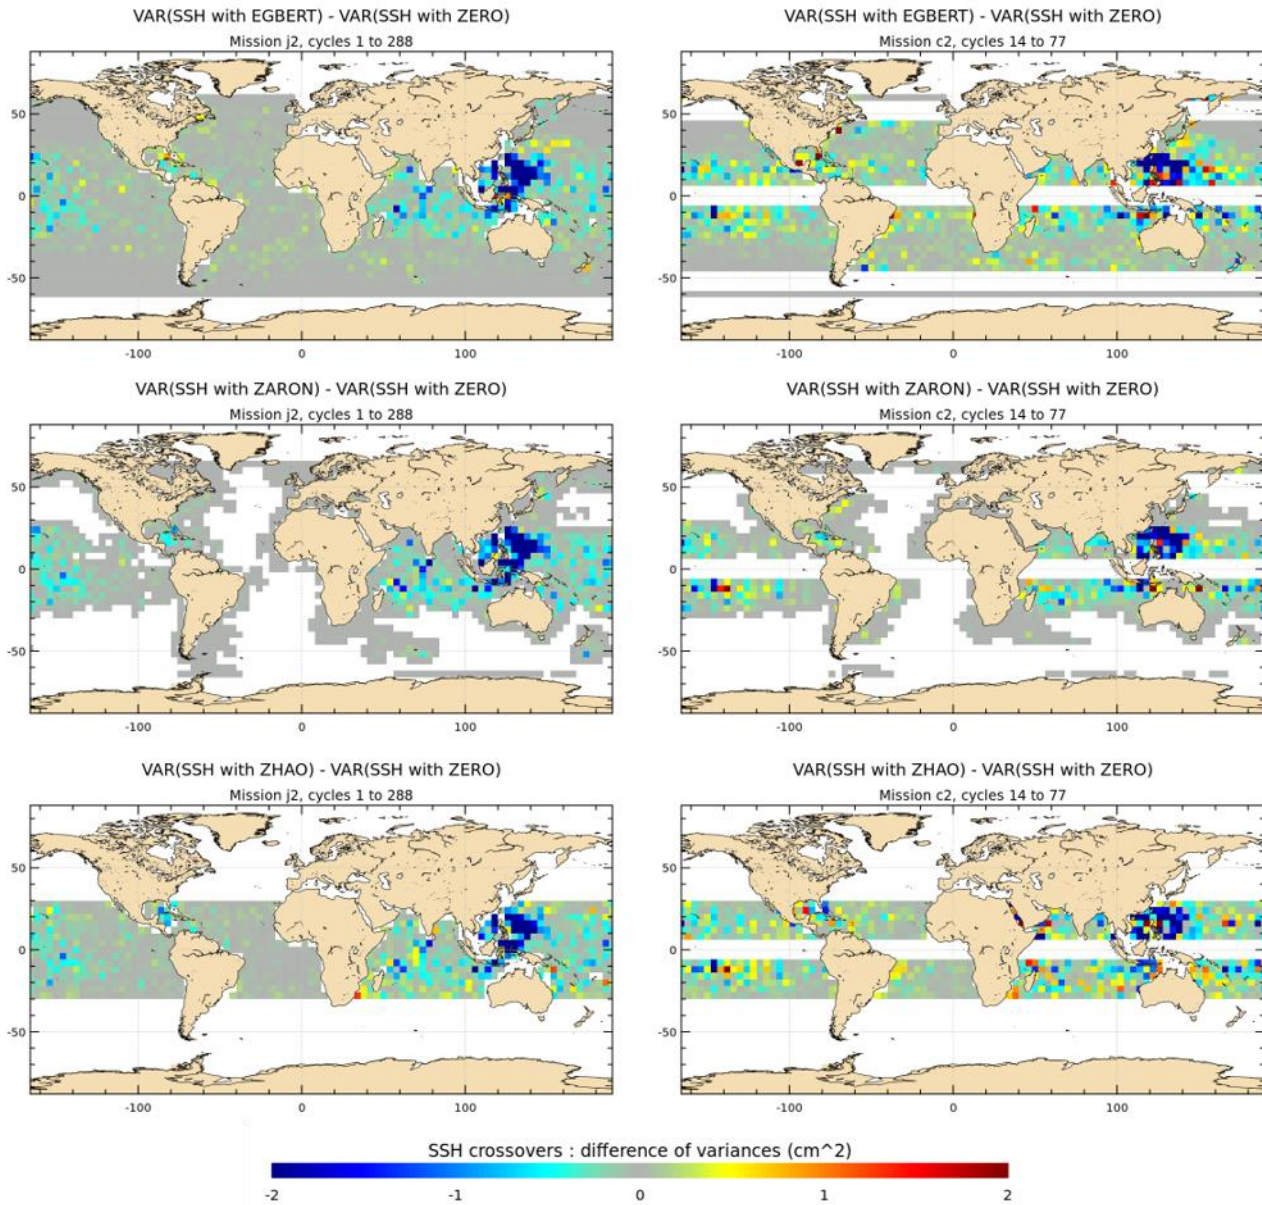 VAR(SSH with EGBERT) - VAR(SSH with ZERO)
Mission j2, cycles 1 to 288
50
0
-50
-100 0 100
VAR(SSH with EGBERT) - VAR(SSH with ZERO)
Mission c2, cycles 14 to 77
50
0
-50
-100 0 100
VAR(SSH with ZARON) - VAR(SSH with ZERO)
Mission j2, cycles 1 to 288
50
0
-50
-100 0 100
VAR(SSH with ZARON) - VAR(SSH with ZERO)
Mission c2, cycles 14 to 77
50
0
-50
-100 0 100
VAR(SSH with ZHAO) - VAR(SSH with ZERO)
Mission j2, cycles 1 to 288
50
0
-50
-100 0 100
VAR(SSH with ZHAO) - VAR(SSH with ZERO)
Mission c2, cycles 14 to 77
50
0
-50
-100 0 100
SSH crossovers : difference of variances (cm^2)
-2 -1 0 1 2